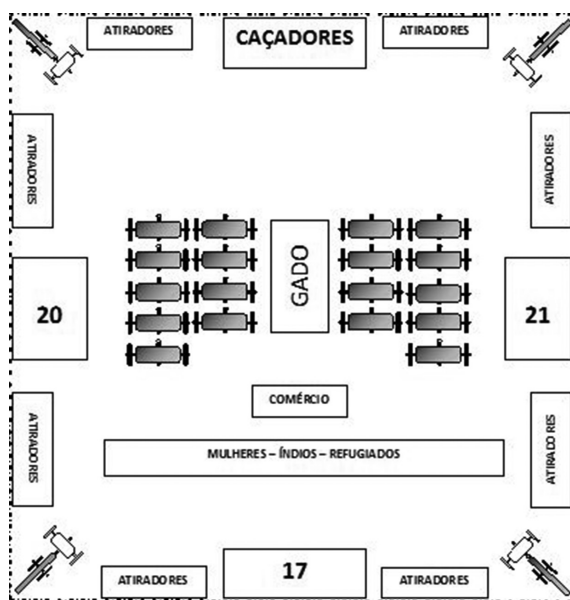 ATIRADORES
CAÇADORES
ATIRADORES
ATIRADORES
ATIRADORES
GADO
20
21
COMÉRCIO
ATIRADORES
ATIRADORES
MULHERES – ÍNDIOS – REFUGIADOS
17
ATIRADORES
ATIRADORES